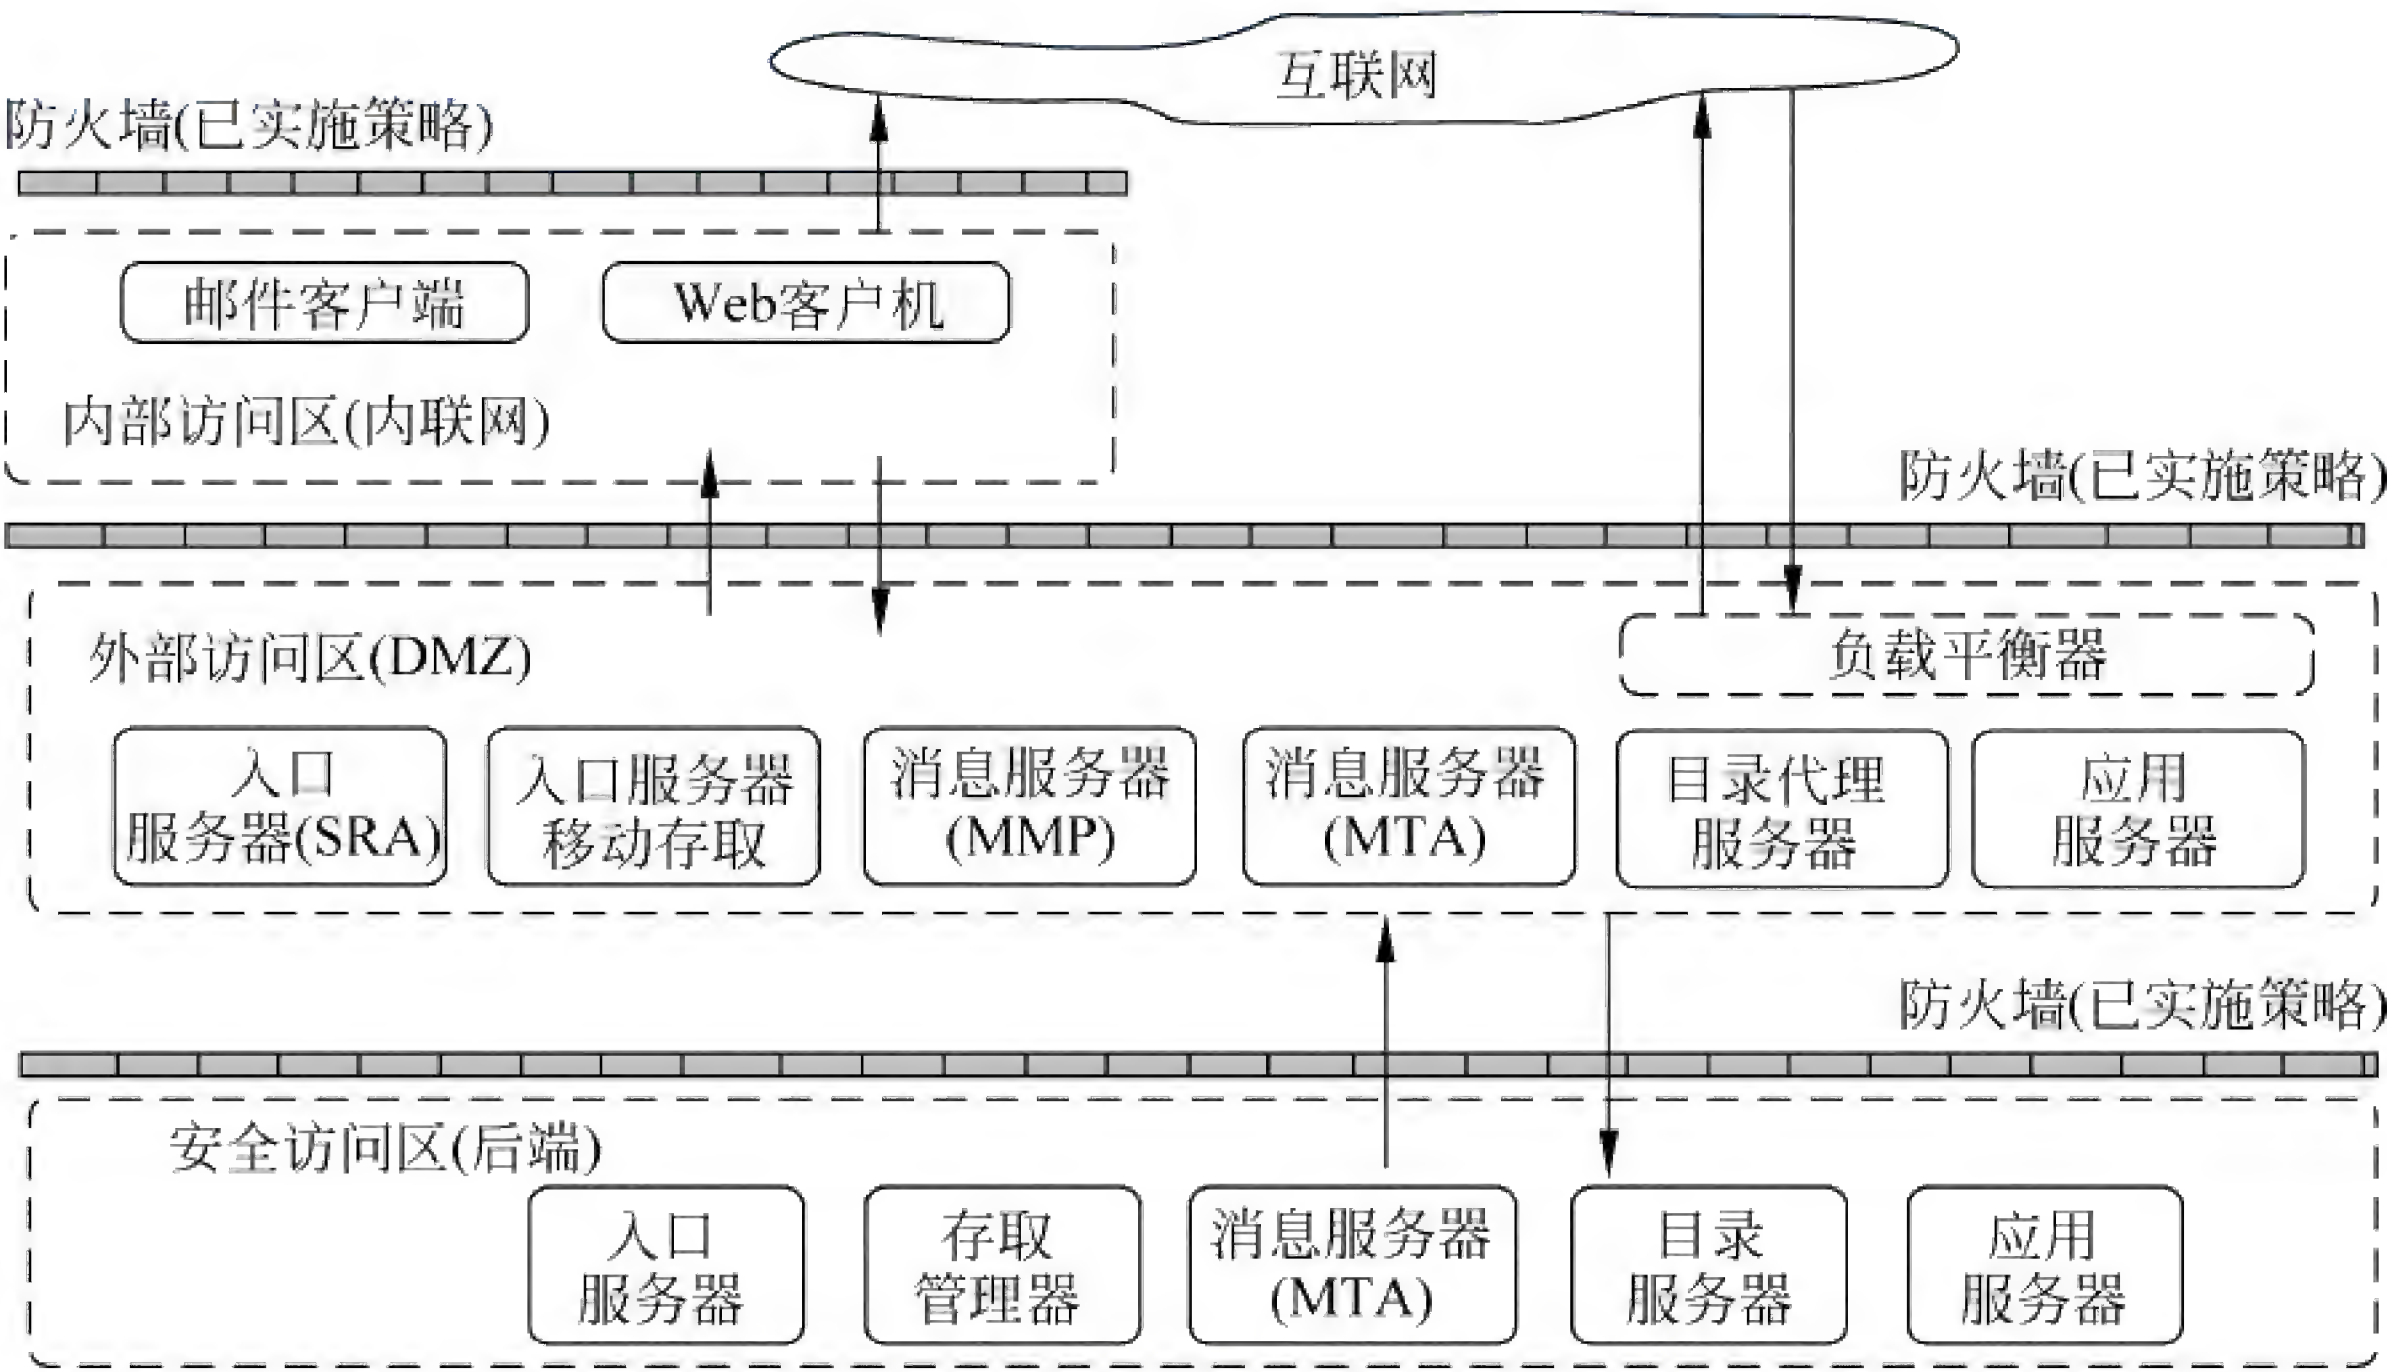 互联网
防火墙(已实施策略)
邮件客户端
Web客户机
内部访问区(内联网)
防火墙(已实施策略)
外部访问区(DMZ)
负载平衡器
入口
服务器(SRA)
入口服务器
移动存取
消息服务器
(MMP)
消息服务器
(MTA)
目录代理
服务器
应用
服务器
防火墙(已实施策略)
安全访问区(后端)
入口
服务器
存取
管理器
消息服务器
(MTA)
目录
服务器
应用
服务器